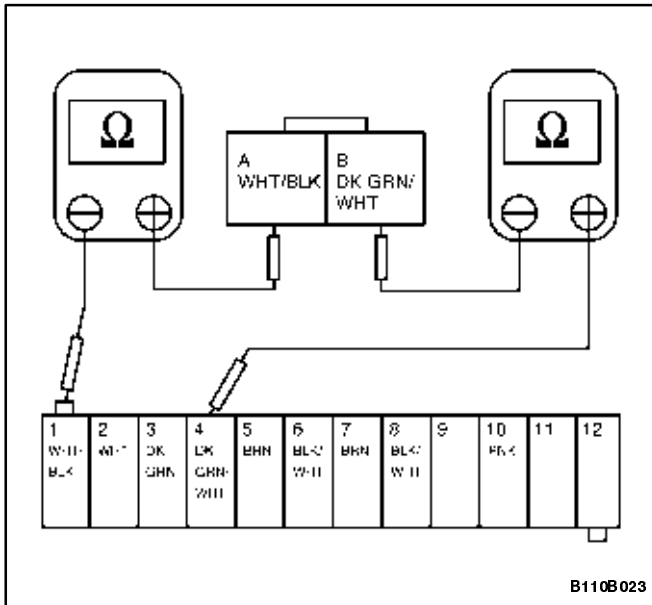 Ω
Ω
A
WHT/BLK
B
DK GRN/
WHT
1
BLK
2
3
DK
GRN
4
DK
GRN/
WHT
5
BRN
6
BLK/
WHT
7
BRN
8
BLK/
WHT
9
10
PNK
11
12
B110B023